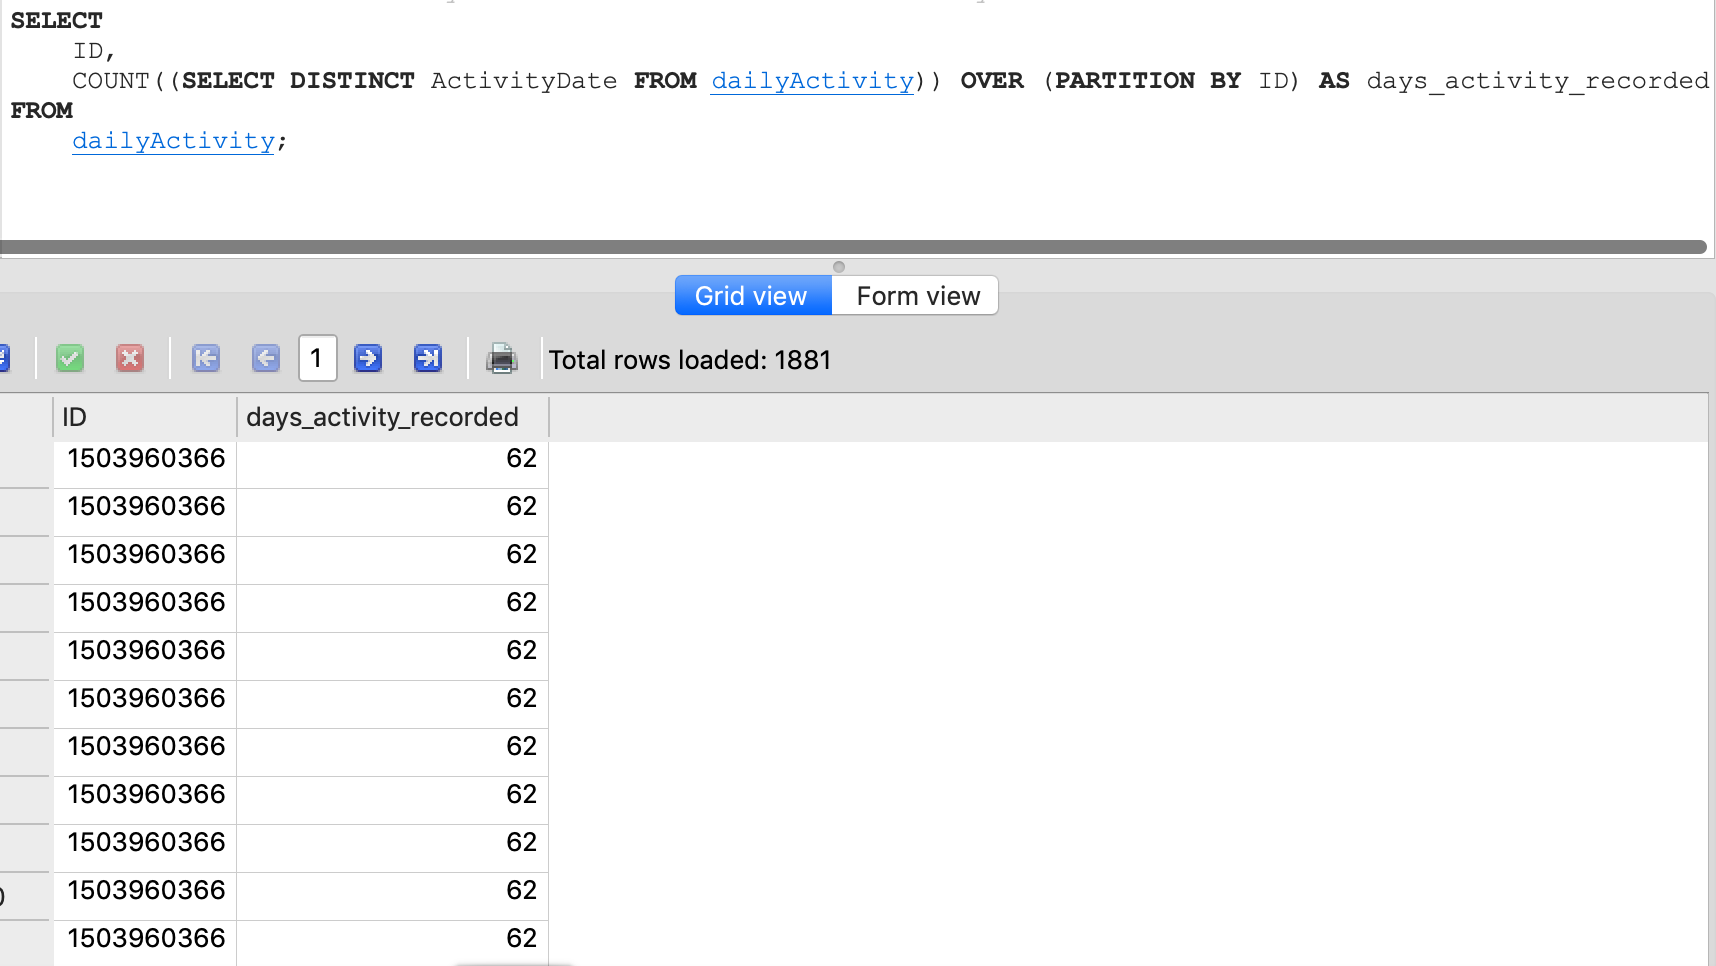 SELECT
ID,
COUNT((SELECT DISTINCT ActivityDate FROM dailyActivity)) OVER (PARTITION BY ID) AS days_activity_recorded
FROM
dailyActivity;
Grid view Form view
1 Total rows loaded: 1881
ID days_activity_recorded
1503960366 62
1503960366 62
1503960366 62
1503960366 62
1503960366 62
1503960366 62
1503960366 62
1503960366 62
1503960366 62
1503960366 62
1503960366 62